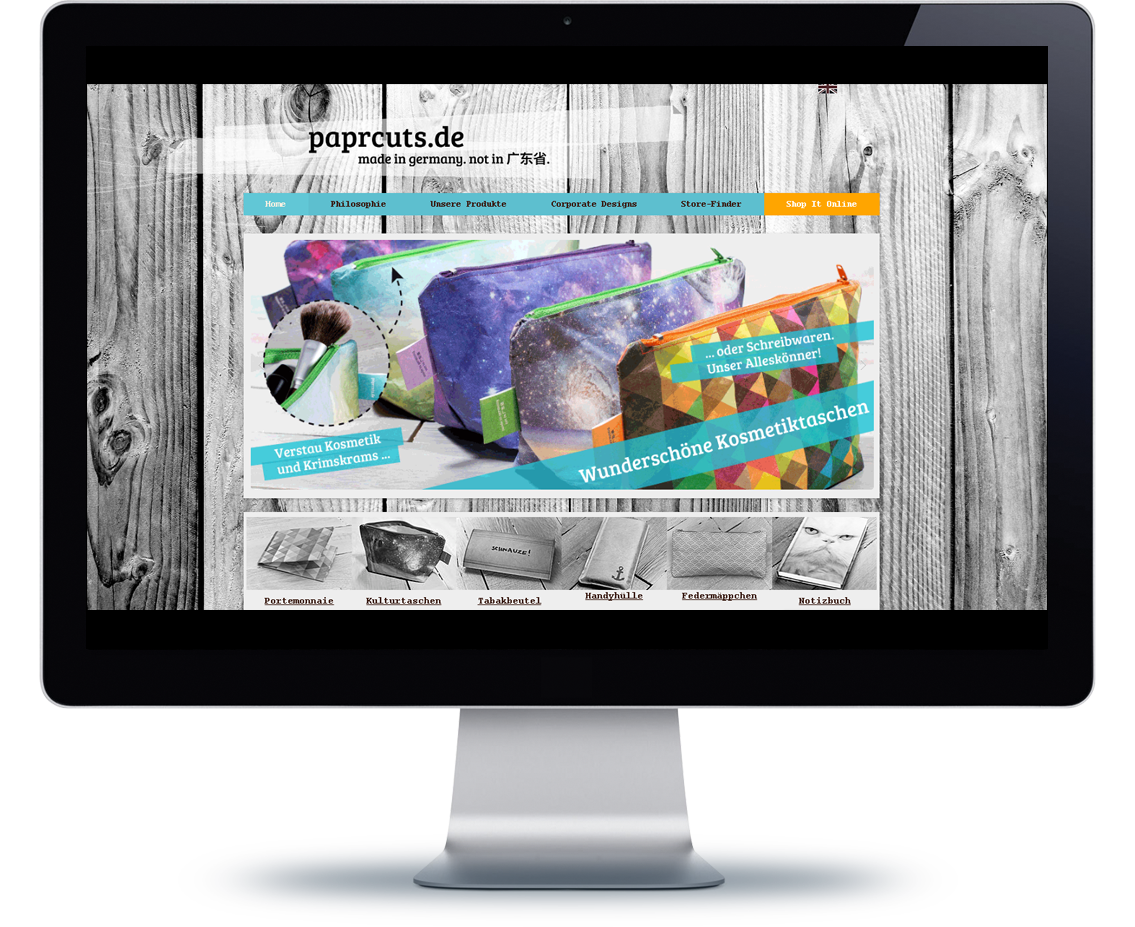 paprcuts.de
made in germany. not in 广东省.
Home Philosophie Unsere Produkte Corporate Designs Store-Finder Shop It Online
... oder Schreibwaren.
Unser Alleskönner!
Wunderschöne Kosmetiktaschen
Verstau Kosmetik
und Krimskrams ...
SCHNAUZE!
Portemonnaie Kulturtaschen Tabakbeutel Handyhülle Federmäppchen Notizbuch